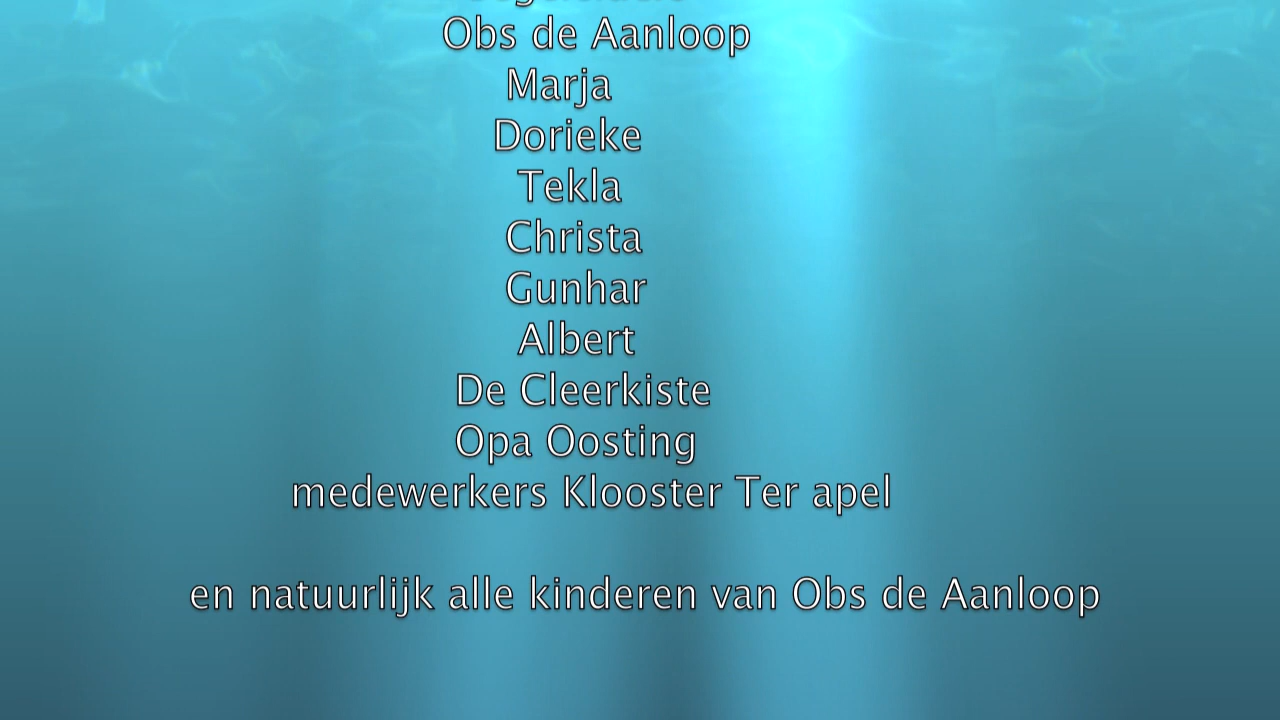 Obs de Aanloop
Marja
Dorieke
Tekla
Christa
Gunhar
Albert
De Cleerkiste
Opa Oosting
medewerkers Klooster Ter apel
en natuurlijk alle kinderen van Obs de Aanloop